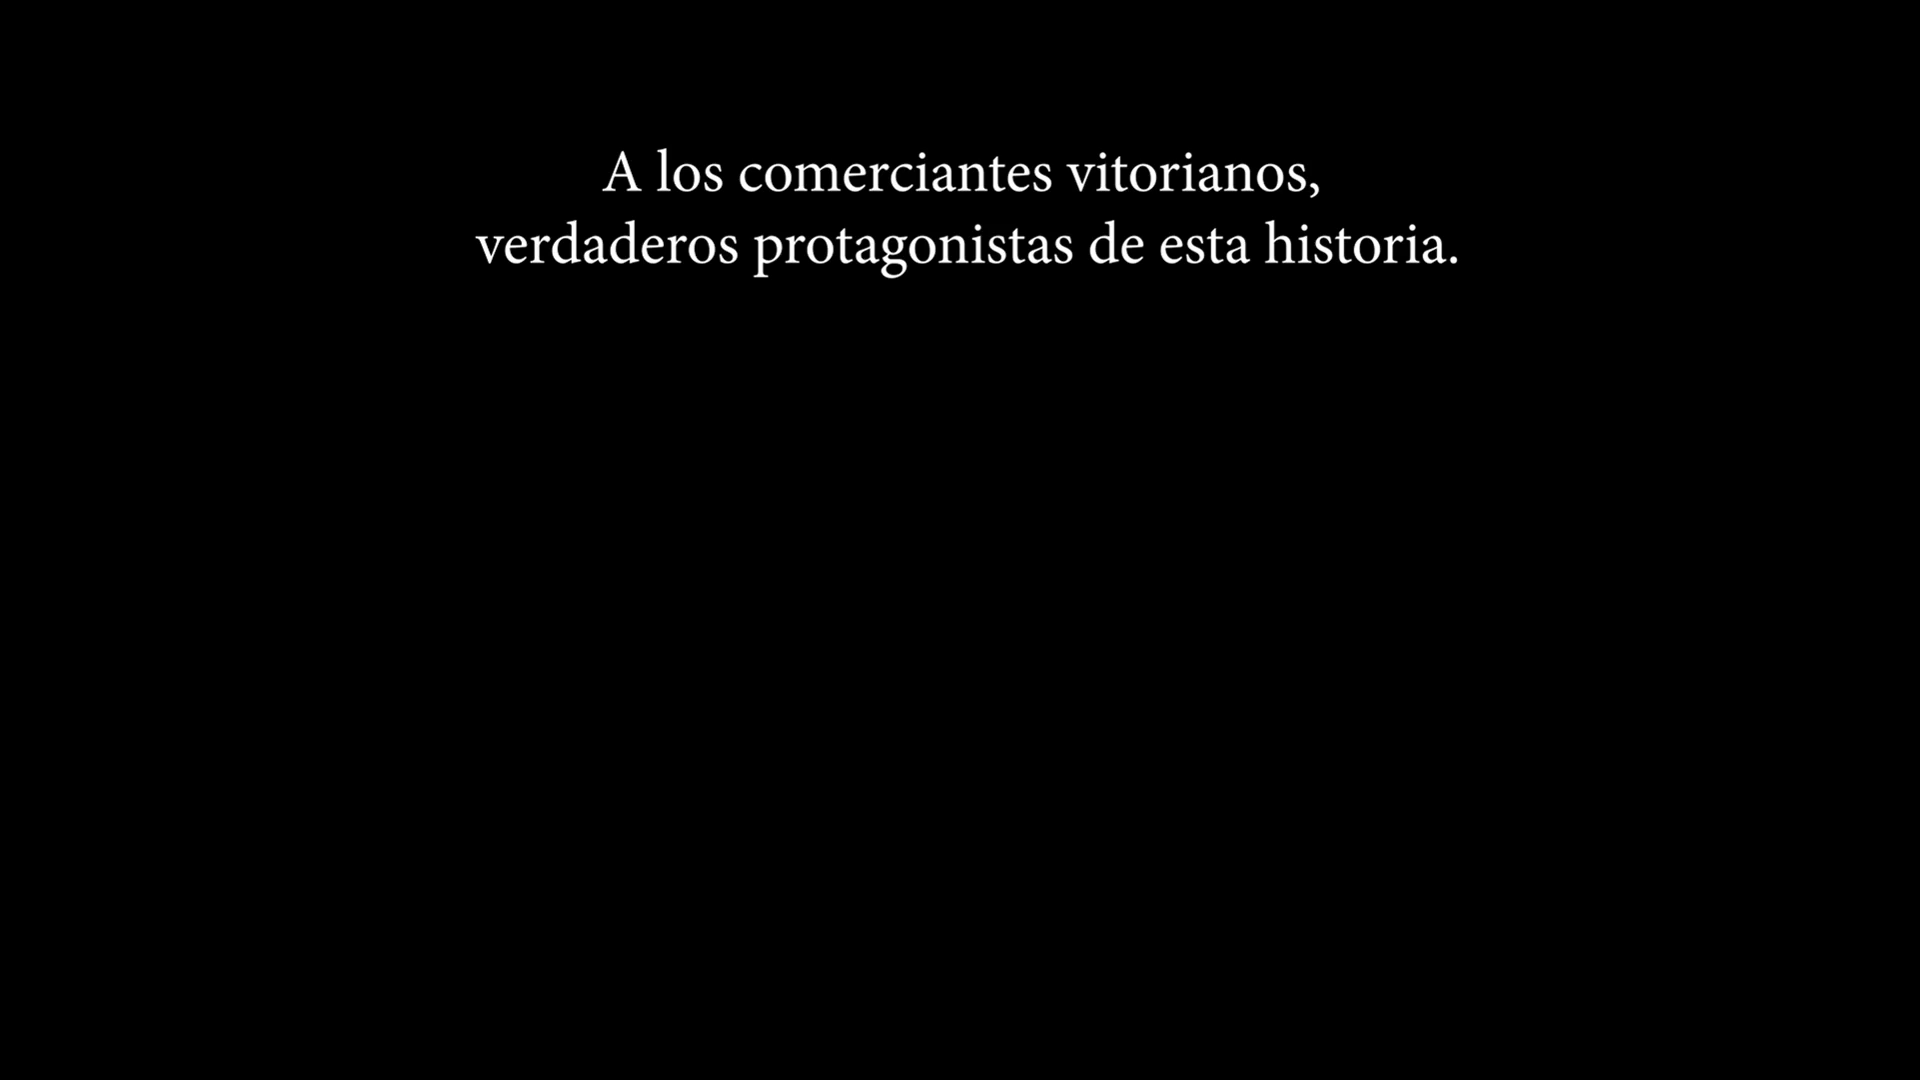 A los comerciantes vitorianos,
verdaderos protagonistas de esta historia.